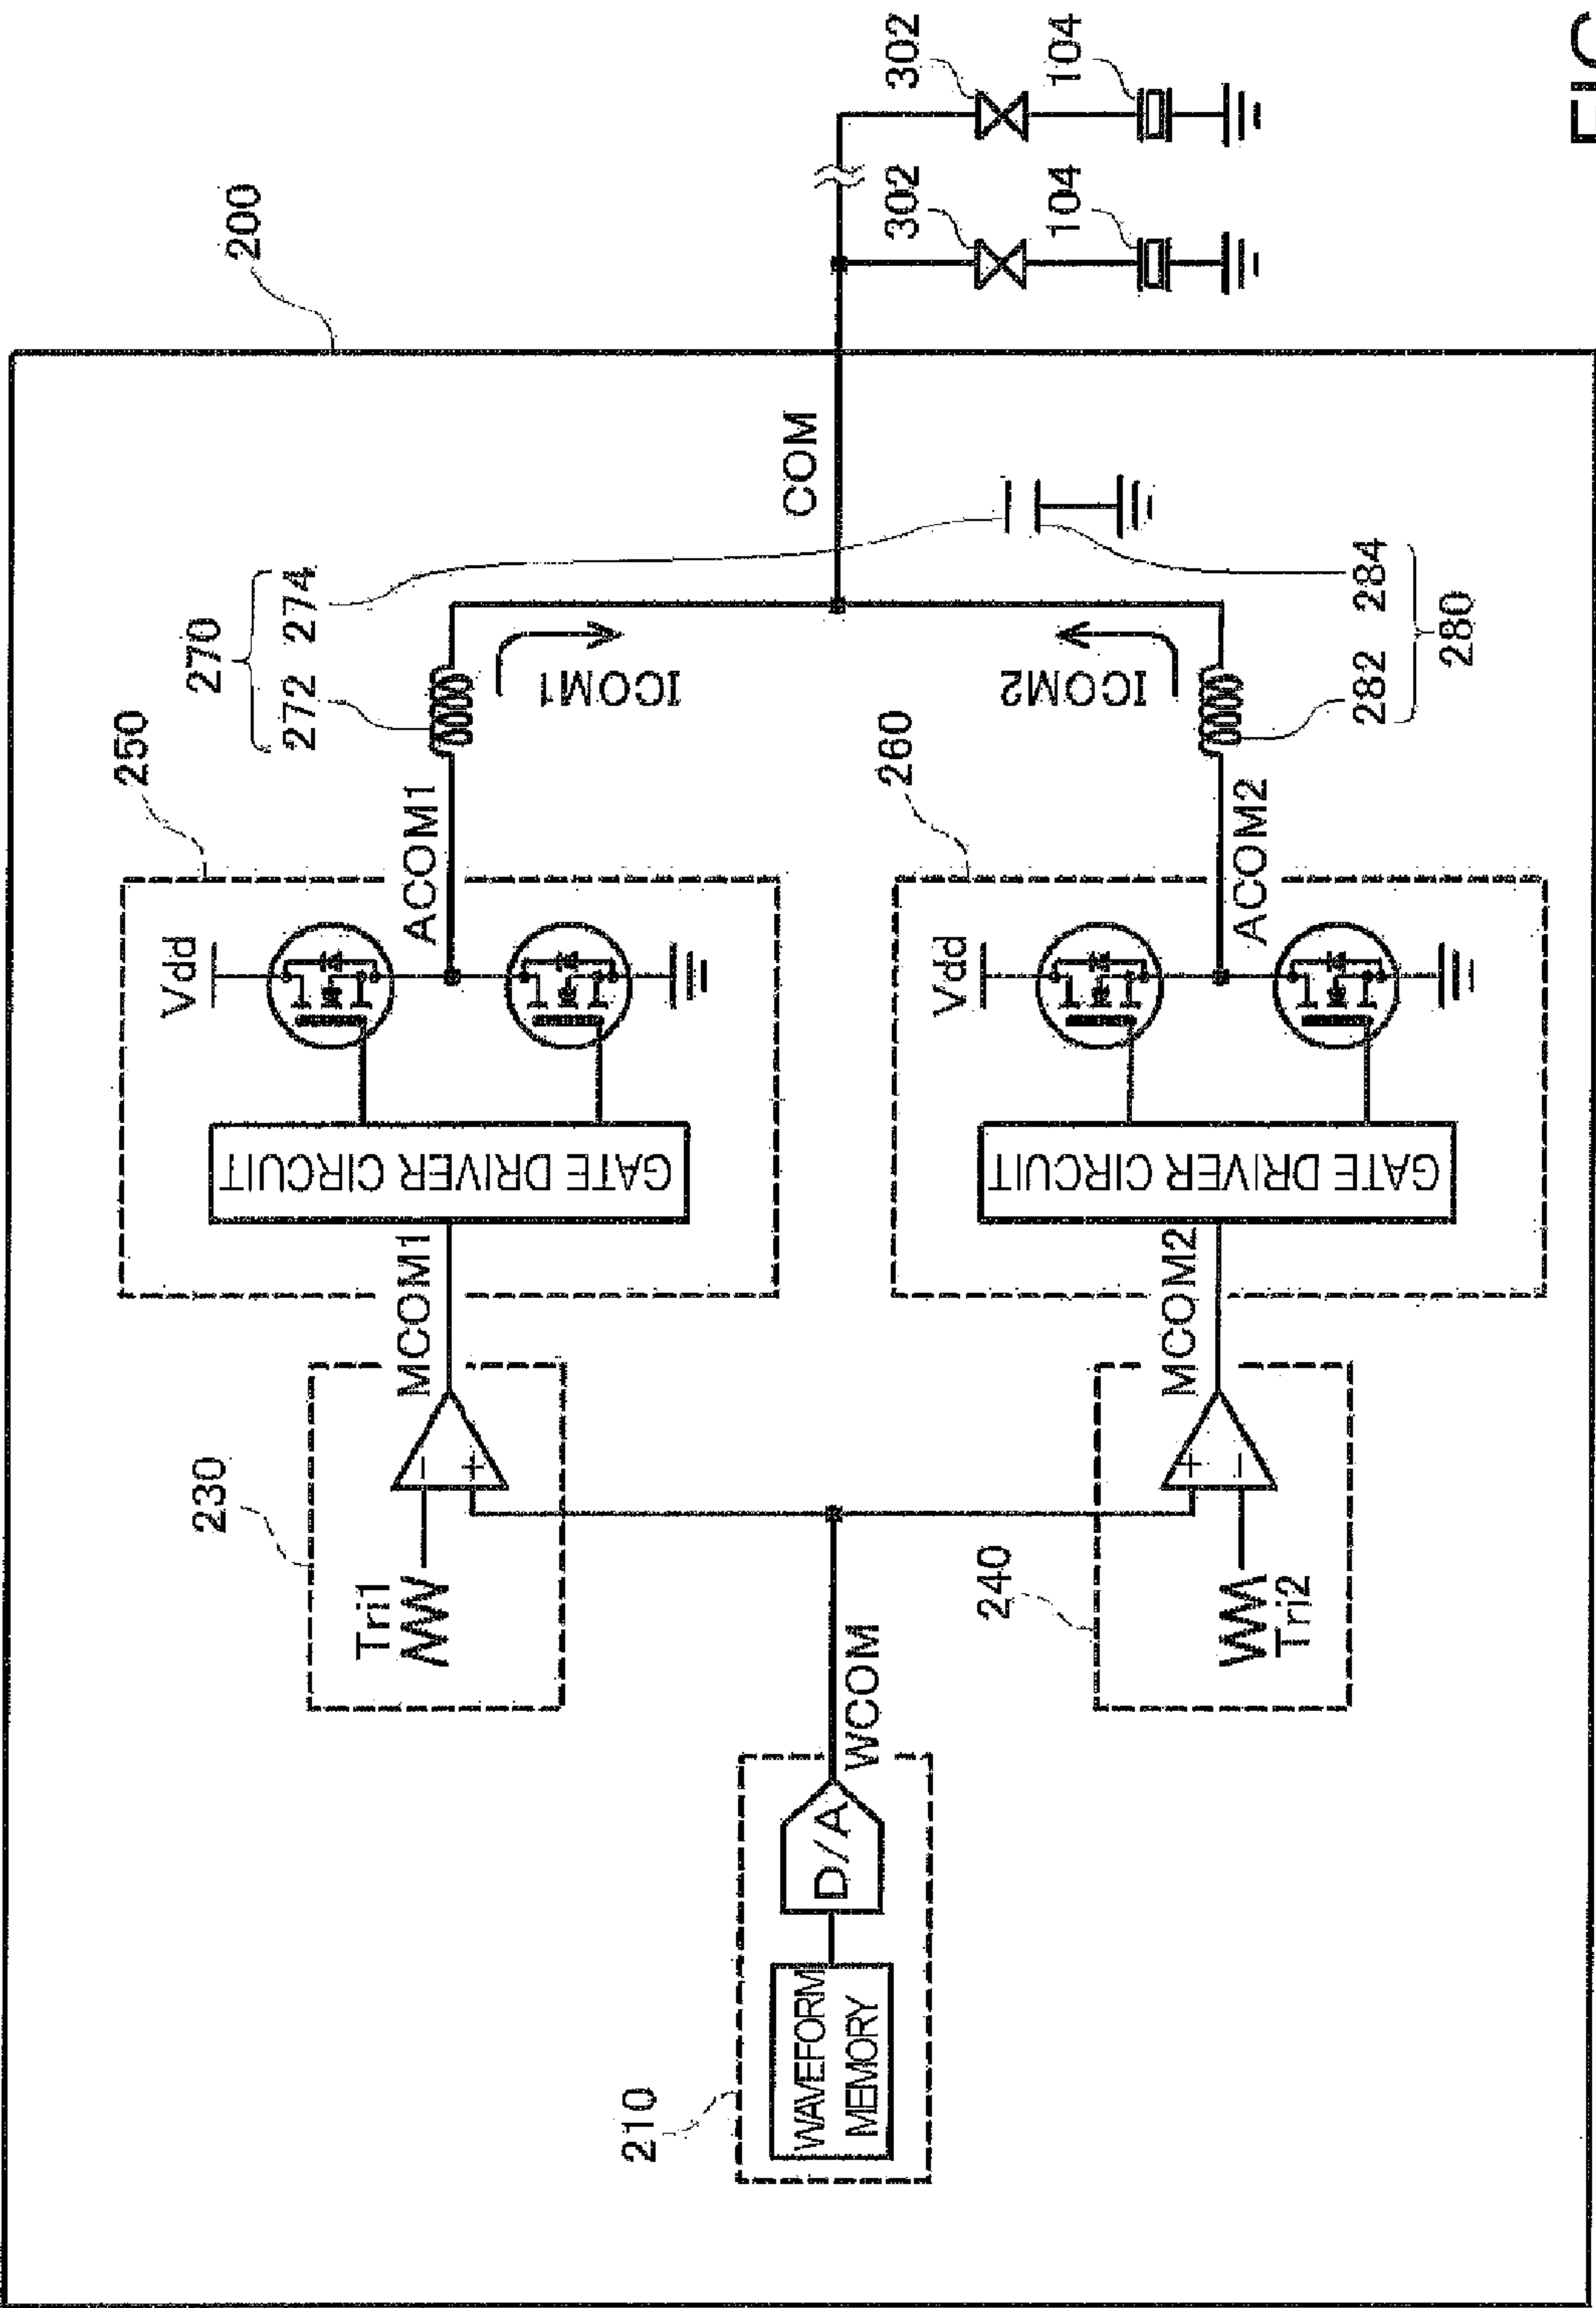 200
250
270
272 274
Vdd
ACOM1
GATE DRIVER CIRCUIT
MCOM1
230
Tri1
ICOM1
COM
302
302
104
104
210
WAVEFORM
MEMORY
D/A
WCOM
ICOM2
260
Vdd
ACOM2
GATE DRIVER CIRCUIT
MCOM2
240
Tri2
282 284
280